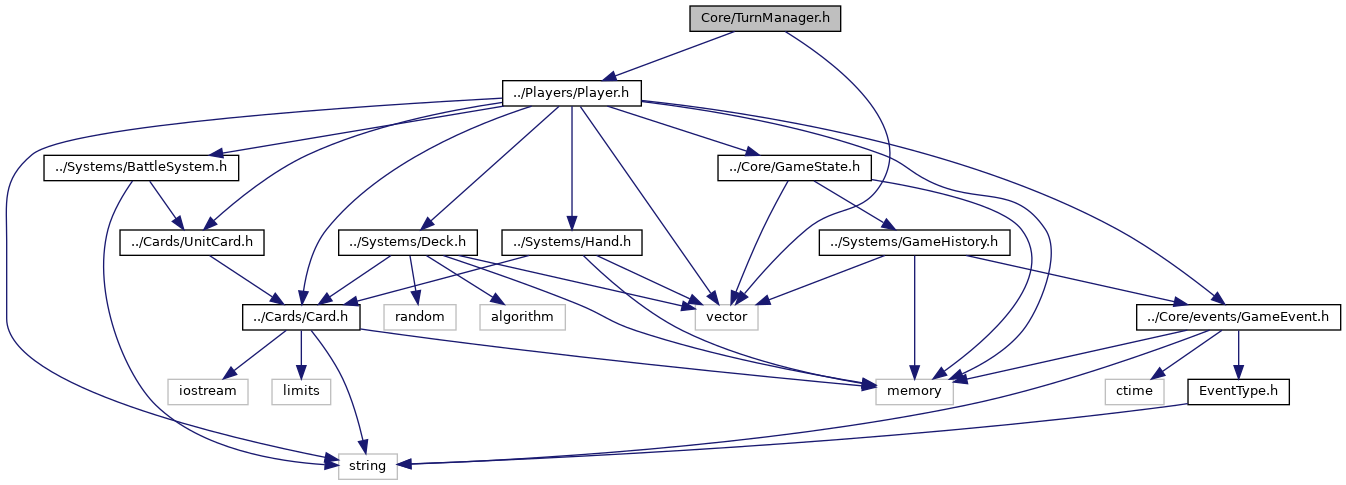 Core/TurnManager.h
../Players/Player.h
../Systems/BattleSystem.h
../Core/GameState.h
../Cards/UnitCard.h
../Systems/Deck.h
../Systems/Hand.h
../Systems/GameHistory.h
../Cards/Card.h
random
algorithm
vector
../Core/events/GameEvent.h
iostream
limits
memory
ctime
EventType.h
string